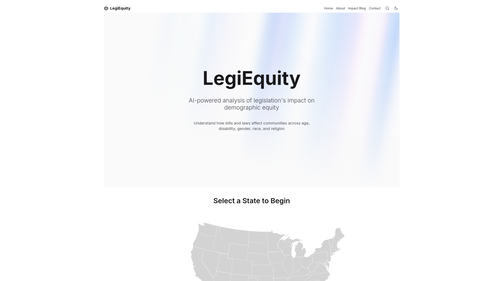 LegiEquity
Home About Impact Blog Contact
LegiEquity
AI-powered analysis of legislation's impact on
demographic equity
Understand how bills and laws affect communities across age,
disability, gender, race, and religion
Select a State to Begin